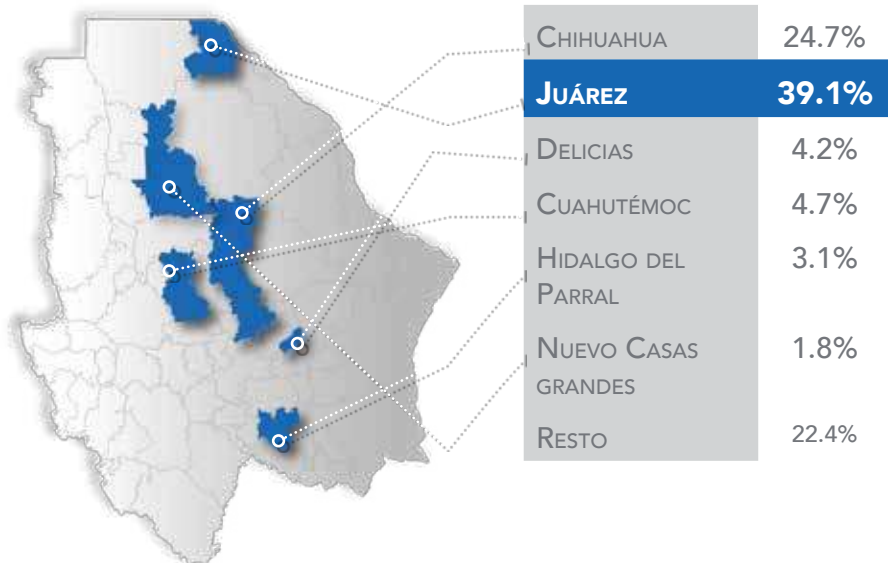 Chihuahua 24.7%
Juárez 39.1%
Delicias 4.2%
Cuahutémoc 4.7%
Hidalgo del 3.1%
Parral
Nuevo Casas 1.8%
grandes
Resto 22.4%